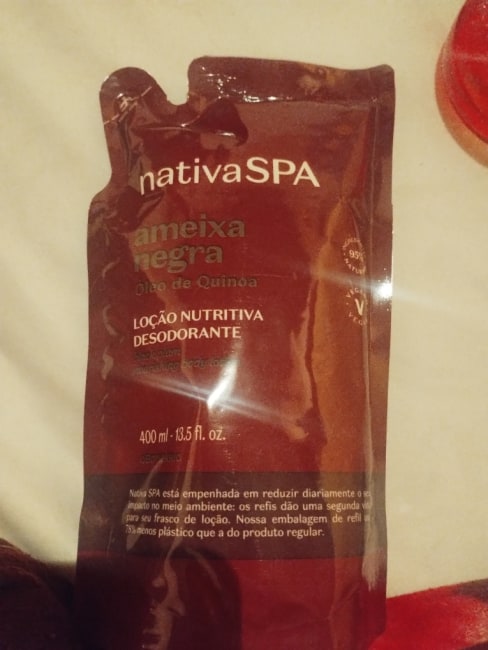 nativaSPA
ameixa
negra
Óleo de Quinoa
LOÇÃO NUTRITIVA
DESODORANTE
400 ml - 13.5 fl. oz.
Nativa SPA está empenhada em reduzir diariamente o
impacto no meio ambiente: os refis dão uma segunda
para seu frasco de loção. Nossa embalagem de refil
78% menos plástico que a do produto regular.